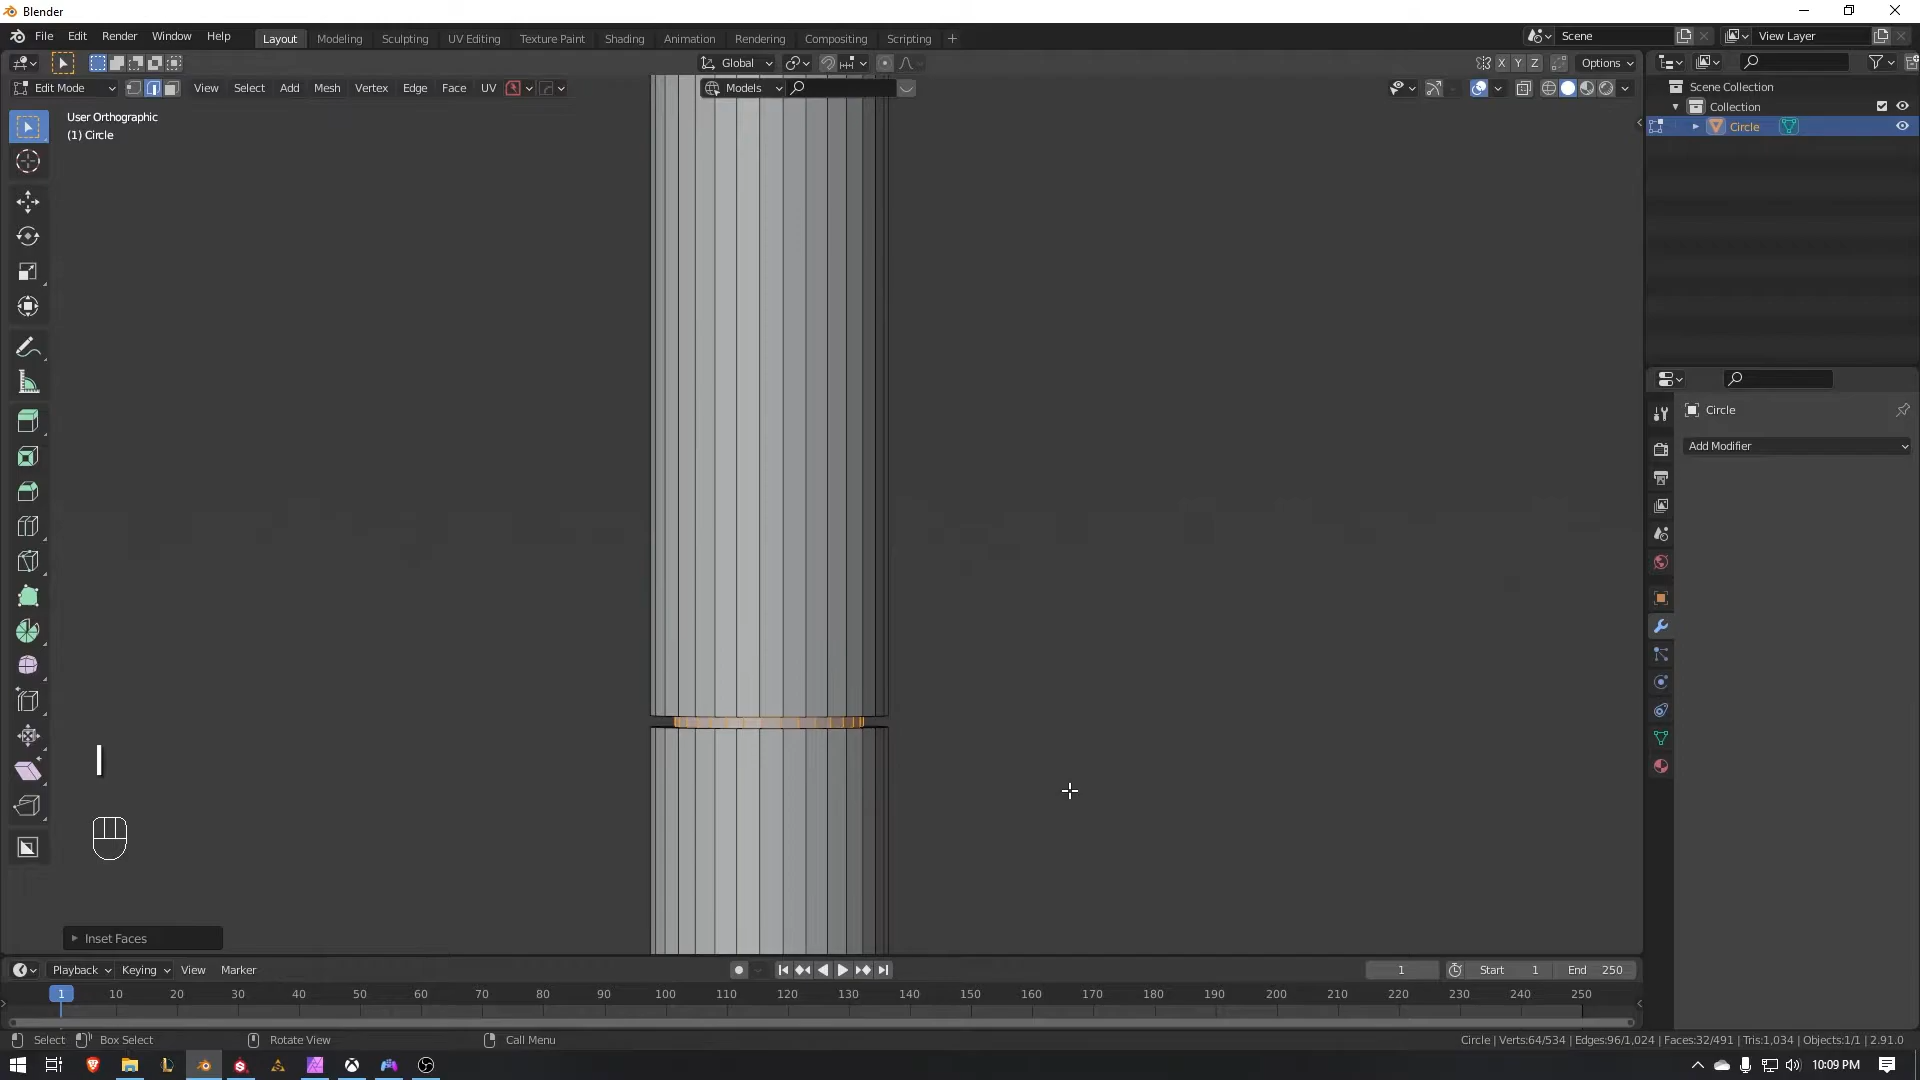 Blender
File Edit Render Window Help
Layout Modeling Sculpting UV Editing Texture Paint Shading Animation Rendering Compositing Scripting +
Scene
View Layer
Global
X Y Z Options
Edit Mode View Select Add Mesh Vertex Edge Face UV
Models
User Orthographic
(1) Circle
Scene Collection
Collection
Circle
Circle
Add Modifier
I
Inset Faces
Playback Keying View Marker
1 Start 1 End 250
1 10 20 30 40 50 60 70 80 90 100 110 120 130 140 150 160 170 180 190 200 210 220 230 240 250
Select Box Select Rotate View Call Menu
Circle | Verts:64/534 | Edges:96/1,024 | Faces:32/491 | Tris:1,034 | Objects:1/1 | 2.91.0
10:09 PM